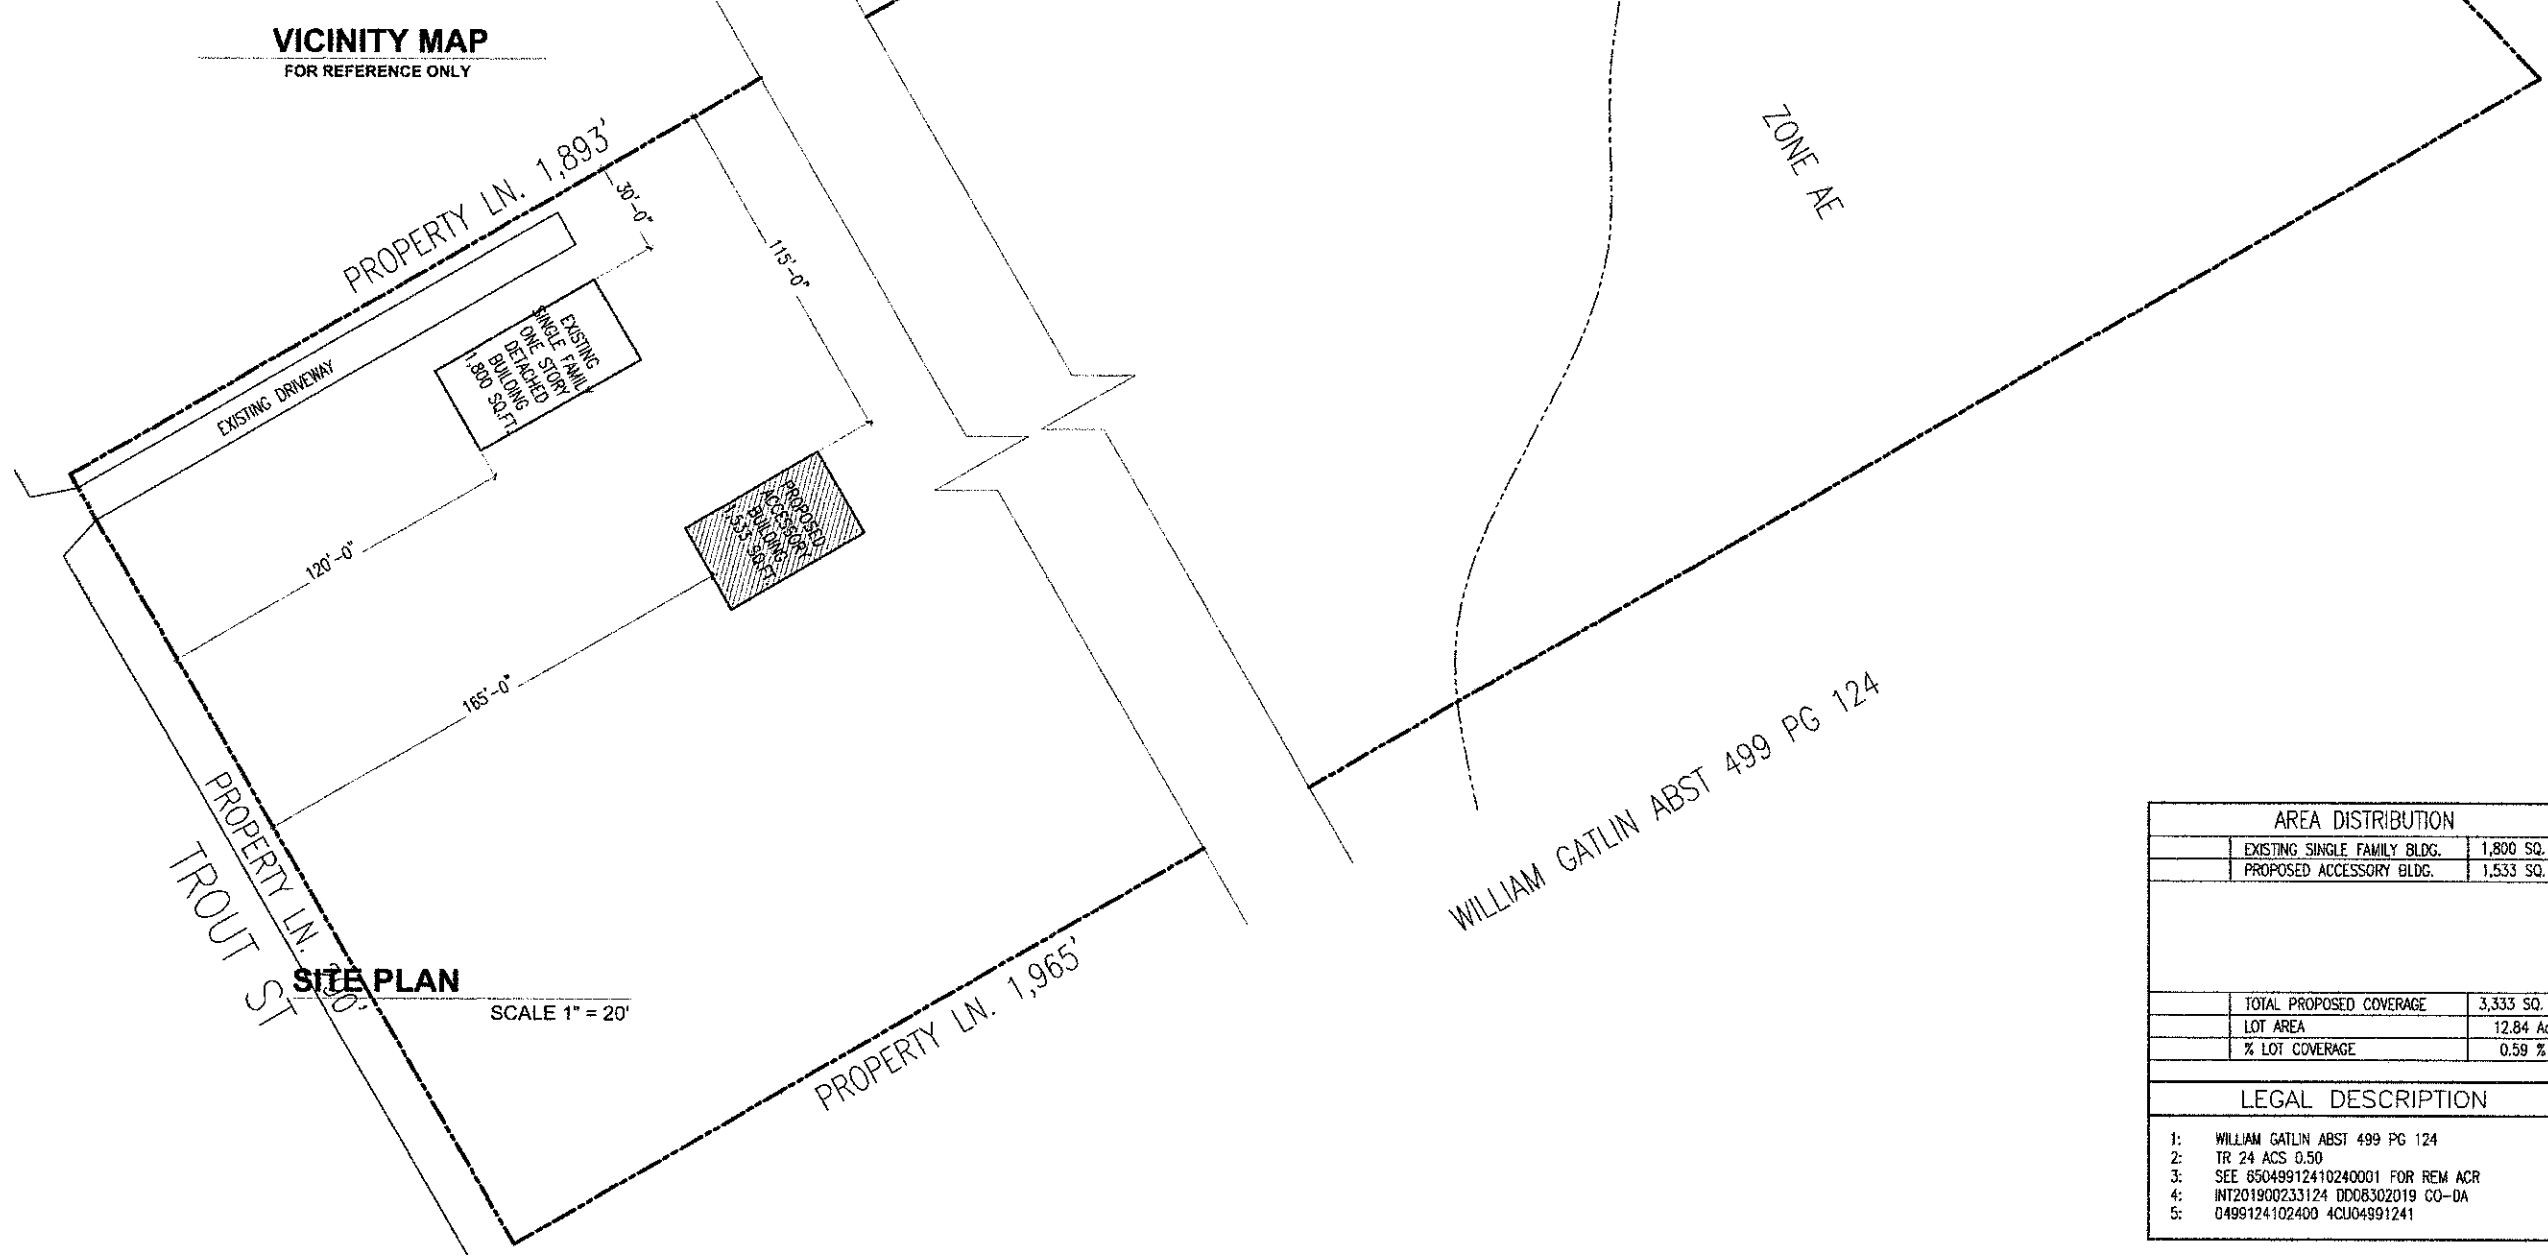 VICINITY MAP
FOR REFERENCE ONLY
PROPERTY LN. 1,893'
30'-0"
115'-0"
ZONE AE
EXISTING DRIVEWAY
EXISTING
SINGLE FAMILY
ONE STORY
DETACHED
BUILDING
1,800 SQ.FT.
PROPOSED
ACCESSORY
BUILDING
1,533 SQ.FT.
120'-0"
165'-0"
PROPERTY LN.
TROUT ST
SITE PLAN
SCALE 1" = 20'
PROPERTY LN. 1,965'
WILLIAM GATLIN ABST 499 PG 124
AREA DISTRIBUTION
EXISTING SINGLE FAMILY BLDG. 1,800 SQ.
PROPOSED ACCESSORY BLDG. 1,533 SQ.
TOTAL PROPOSED COVERAGE 3,333 SQ.
LOT AREA 12.84 Ac
% LOT COVERAGE 0.59 %
LEGAL DESCRIPTION
1: WILLIAM GATLIN ABST 499 PG 124
2: TR 24 ACS 0.50
3: SEE 65049912410240001 FOR REM ACR
4: INT201900233124 DD08302019 CO-DA
5: 0499124102400 4CU04991241